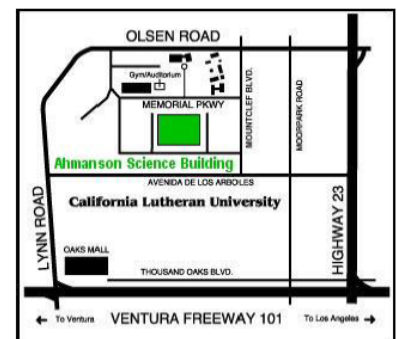 OLSEN ROAD
Gym/Auditorium
MEMORIAL PKWY
MOUNTCLEF BLVD.
MOORPARK ROAD
Ahmanson Science Building
AVENIDA DE LOS ARBOLES
California Lutheran University
LYNN ROAD
HIGHWAY 23
OAKS MALL
THOUSAND OAKS BLVD.
To Ventura VENTURA FREEWAY 101 To Los Angeles